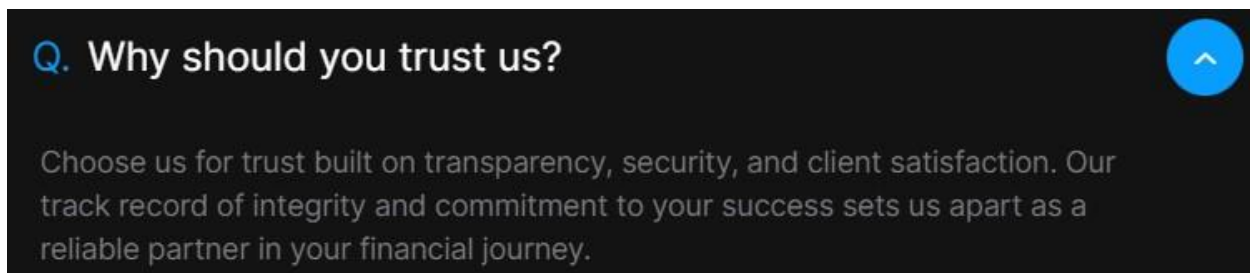 Q. Why should you trust us?
Choose us for trust built on transparency, security, and client satisfaction. Our
track record of integrity and commitment to your success sets us apart as a
reliable partner in your financial journey.